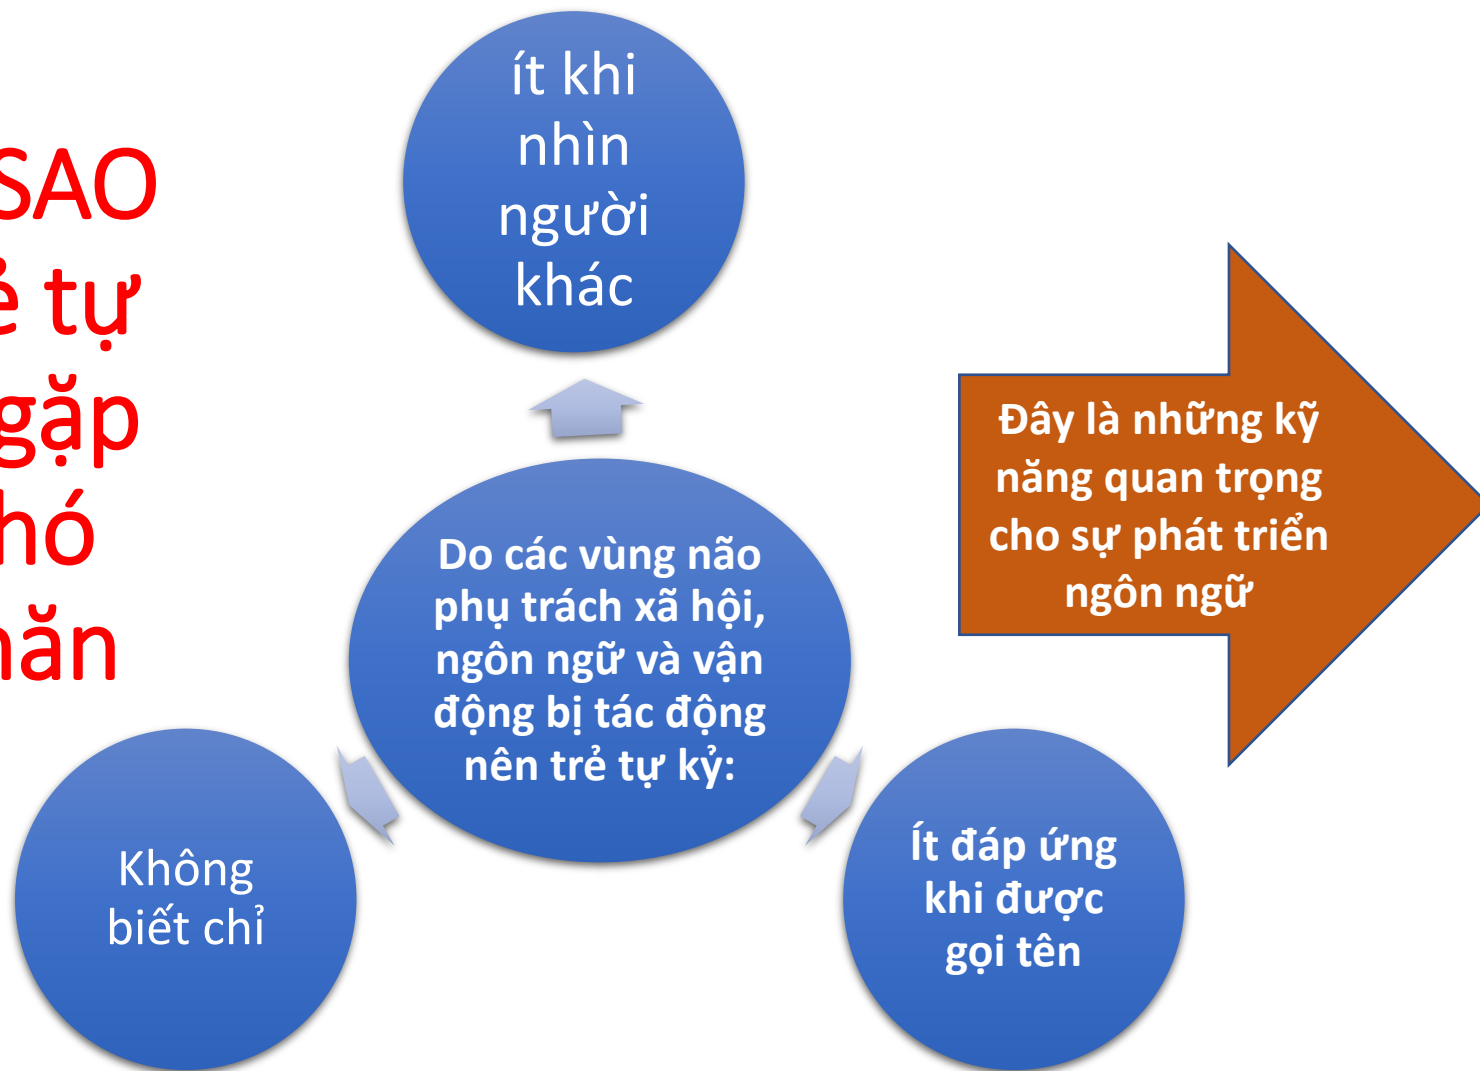 SAO
tự
gặp
ít khi
nhìn
người
khác
Do các vùng não
phụ trách xã hội,
ngôn ngữ và vận
động bị tác động
nên trẻ tự kỷ:
Không
biết chỉ
Ít đáp ứng
khi được
gọi tên
Đây là những kỹ
năng quan trọng
cho sự phát triển
ngôn ngữ